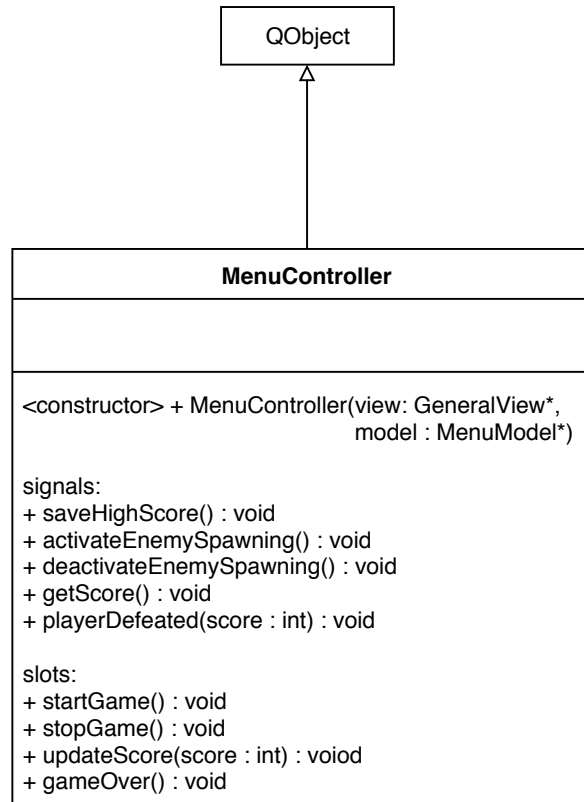 QObject
MenuController
<constructor> + MenuController(view: GeneralView*,
model : MenuModel*)
signals:
+ saveHighScore() : void
+ activateEnemySpawning() : void
+ deactivateEnemySpawning() : void
+ getScore() : void
+ playerDefeated(score : int) : void
slots:
+ startGame() : void
+ stopGame() : void
+ updateScore(score : int) : voiod
+ gameOver() : void